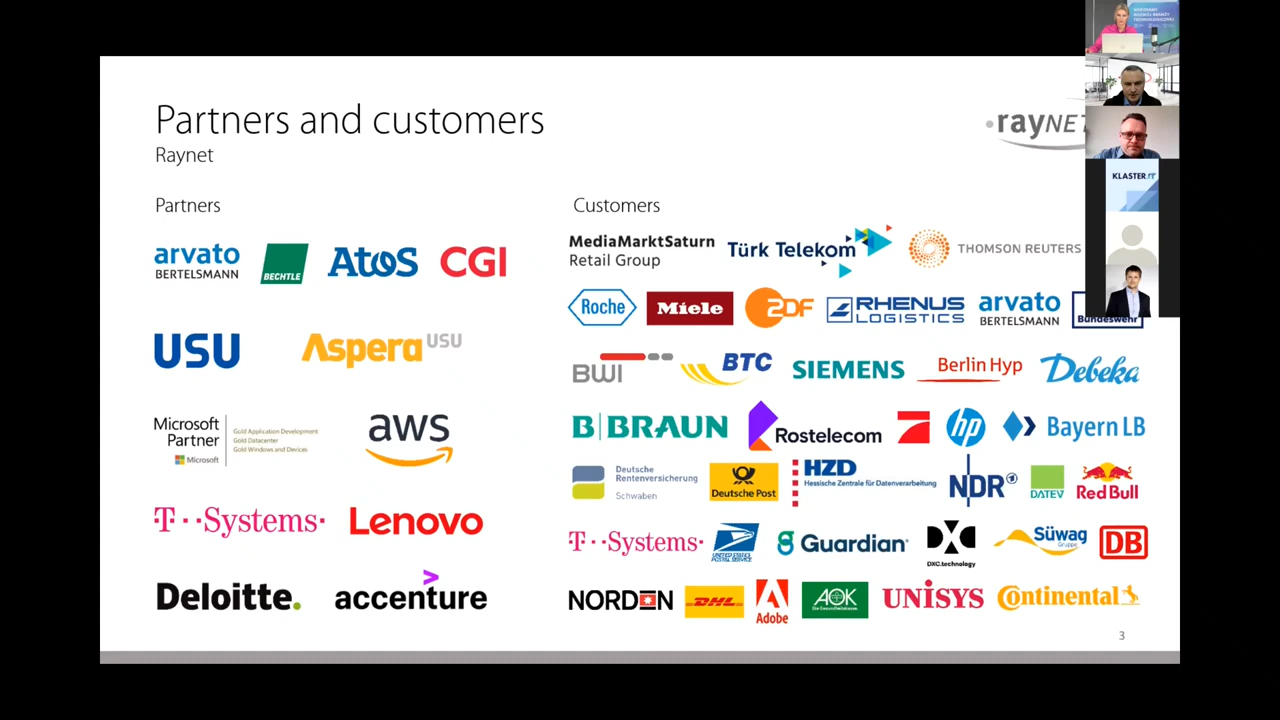 Partners and customers
Raynet
rayNET
KLASTER.IT
Partners
Customers
arvato
BERTELSMANN
BECHTLE
Atos
CGI
USU
Aspera USU
Microsoft
Partner
Microsoft
Gold Application Development
Gold Datacenter
Gold Windows and Devices
aws
T··Systems·
Lenovo
Deloitte.
accenture
MediaMarktSaturn
Retail Group
Türk Telekom
THOMSON REUTERS
Roche
Miele
ZDF
RHENUS
LOGISTICS
arvato
BERTELSMANN
Bundeswehr
BWI
BTC
SIEMENS
Berlin Hyp
Debeka
B|BRAUN
Rostelecom
hp
Bayern LB
Deutsche
Rentenversicherung
Schwaben
Deutsche Post
HZD
Hessische Zentrale für Datenverarbeitung
NDR
DATEV
Red Bull
T··Systems·
UNITED STATES
POSTAL SERVICE
Guardian
DXC.technology
Süwag
Gruppe
DB
NORDEN
DHL
Adobe
AOK
Die Gesundheitskasse.
UNISYS
Continental
3